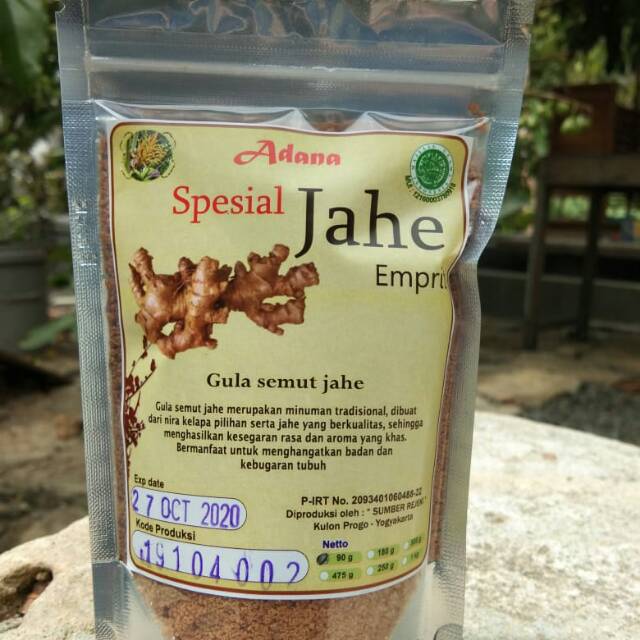 Adana
Spesial Jahe
Gula semut jahe
Gula semut jahe merupakan minuman tradisional, dibuat
dari nira kelapa pilihan serta jahe yang berkualitas, sehingga
menghasilkan kesegaran rasa dan aroma yang khas.
Bermanfaat untuk menghangatkan badan dan
kebugaran tubuh
Exp date
27 OCT 2020
Kode Produksi
19104002
P-IRT No. 2093401060488-22
Diproduksi oleh : " SUMBER REJEKI "
Kulon Progo - Yogyakarta
Netto
90 g 180 g
475 g 250 g 1 kg